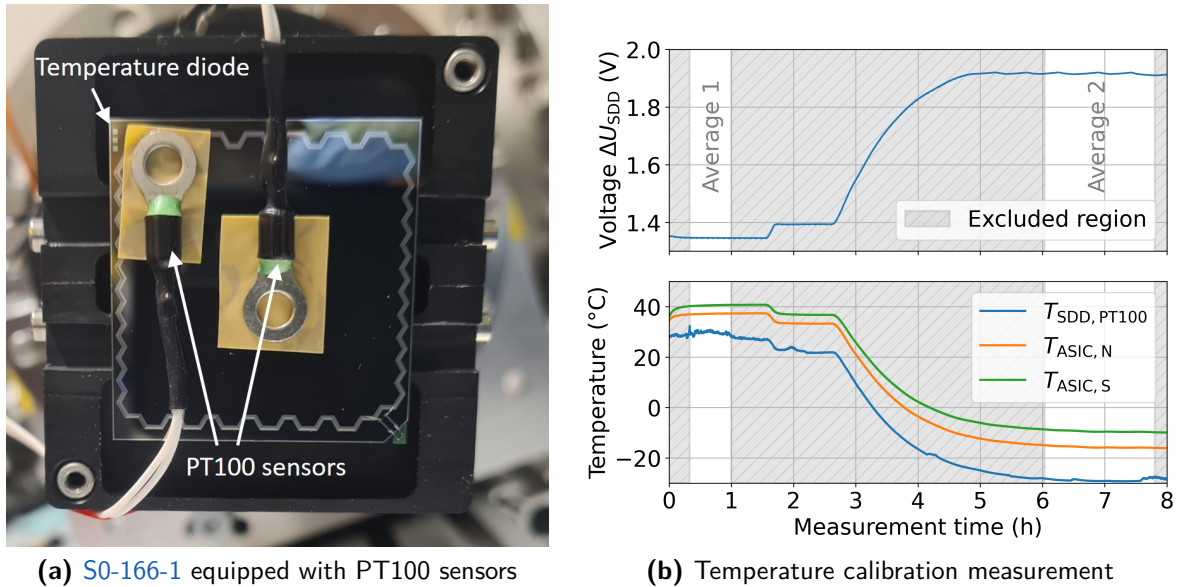 Temperature diode
PT100 sensors
(a) S0-166-1 equipped with PT100 sensors
2.0
1.8
1.6
1.4
Voltage ΔU_SDD (V)
Average 1
Average 2
Excluded region
40
20
0
−20
Temperature (°C)
T_SDD, PT100
T_ASIC, N
T_ASIC, S
0 1 2 3 4 5 6 7 8
Measurement time (h)
(b) Temperature calibration measurement